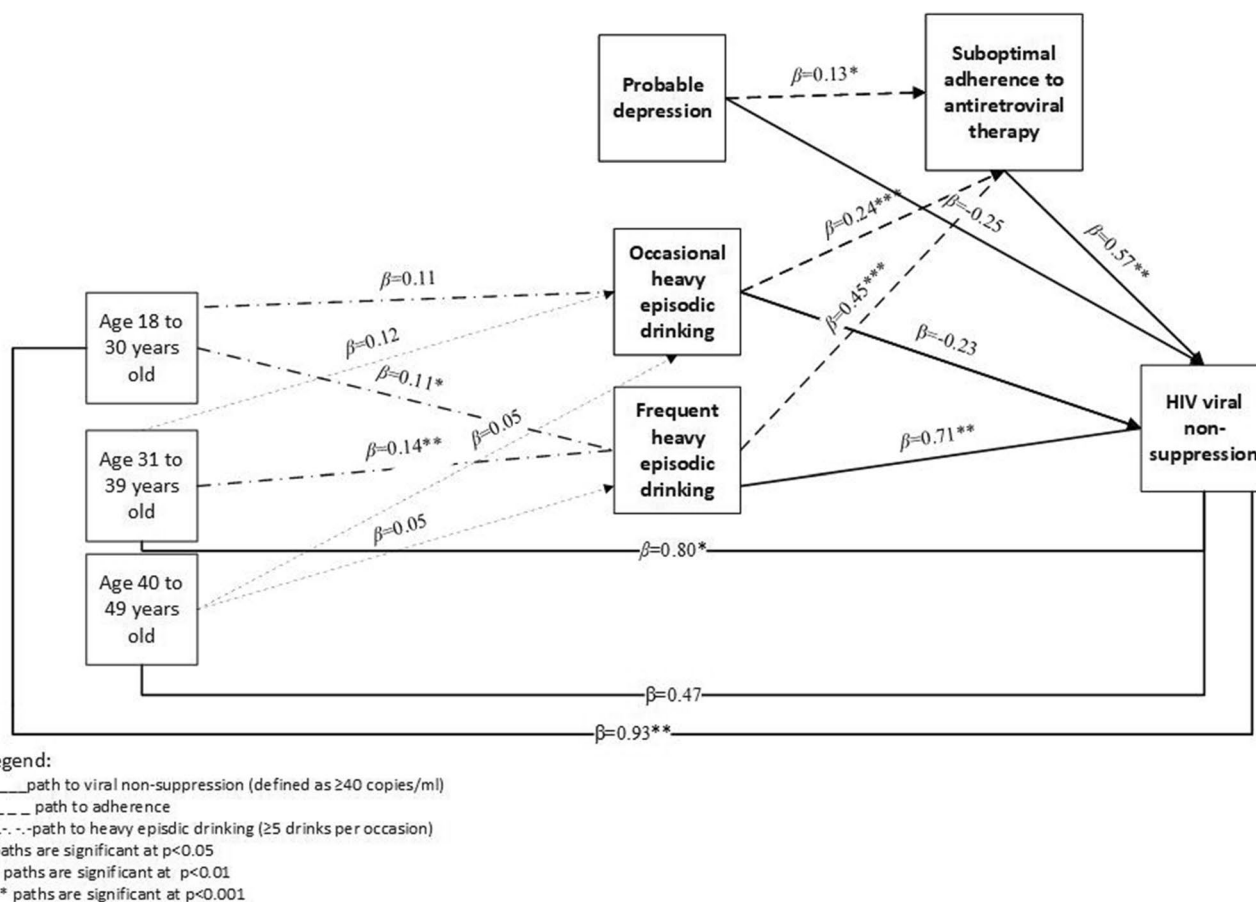 Probable
depression
β=0.13*
Suboptimal
adherence to
antiretroviral
therapy
β=0.24***
β=-0.25
β=0.57**
Occasional
heavy
episodic
drinking
β=0.11
Age 18 to
30 years
old
β=0.12
β=0.11*
β=0.45***
β=-0.23
HIV viral
non-
suppression
Frequent
heavy
episodic
drinking
β=0.05
β=0.71**
Age 31 to
39 years
old
β=0.14**
β=0.05
β=0.80*
Age 40 to
49 years
old
β=0.47
β=0.93**
egend:
___path to viral non-suppression (defined as ≥40 copies/ml)
_ _ _ path to adherence
.-. -.-path to heavy episdic drinking (≥5 drinks per occasion)
paths are significant at p<0.05
paths are significant at p<0.01
* paths are significant at p<0.001